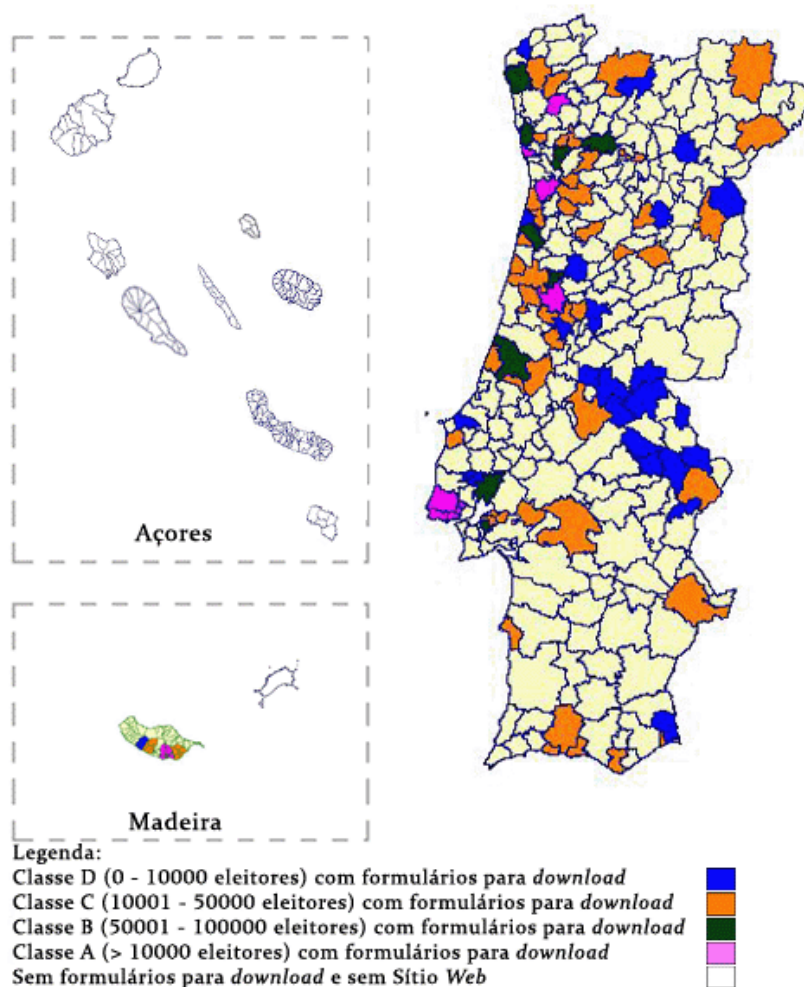 Açores
Madeira
Legenda:
Classe D (0 - 10000 eleitores) com formulários para download
Classe C (10001 - 50000 eleitores) com formulários para download
Classe B (50001 - 100000 eleitores) com formulários para download
Classe A (> 10000 eleitores) com formulários para download
Sem formulários para download e sem Sítio Web